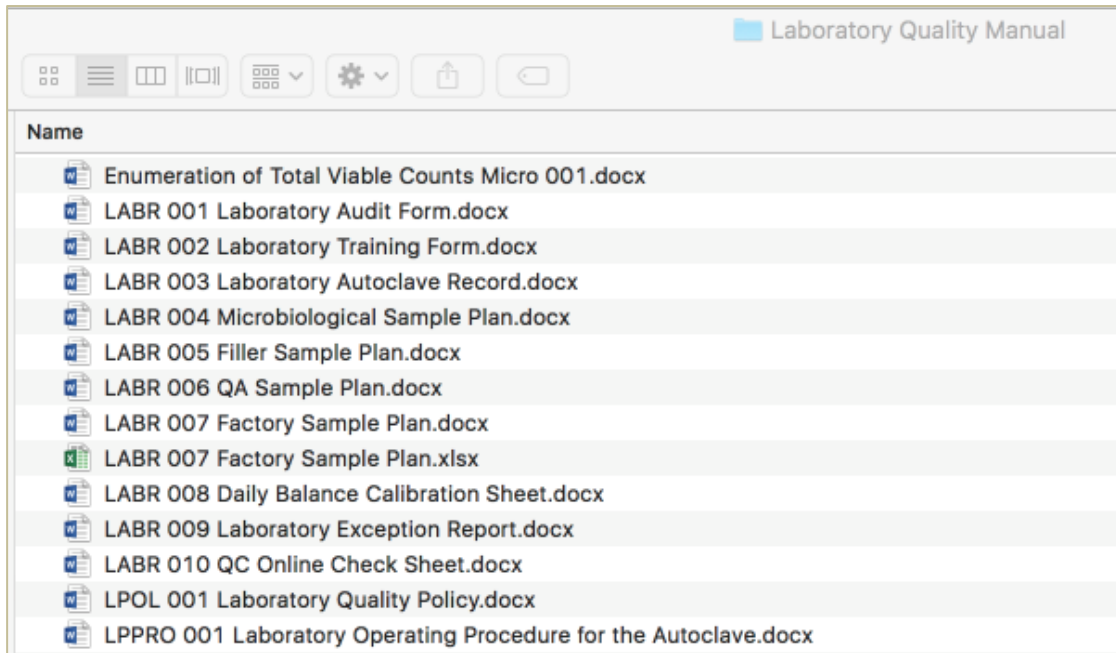 Laboratory Quality Manual
Name
Enumeration of Total Viable Counts Micro 001.docx
LABR 001 Laboratory Audit Form.docx
LABR 002 Laboratory Training Form.docx
LABR 003 Laboratory Autoclave Record.docx
LABR 004 Microbiological Sample Plan.docx
LABR 005 Filler Sample Plan.docx
LABR 006 QA Sample Plan.docx
LABR 007 Factory Sample Plan.docx
LABR 007 Factory Sample Plan.xlsx
LABR 008 Daily Balance Calibration Sheet.docx
LABR 009 Laboratory Exception Report.docx
LABR 010 QC Online Check Sheet.docx
LPOL 001 Laboratory Quality Policy.docx
LPPRO 001 Laboratory Operating Procedure for the Autoclave.docx